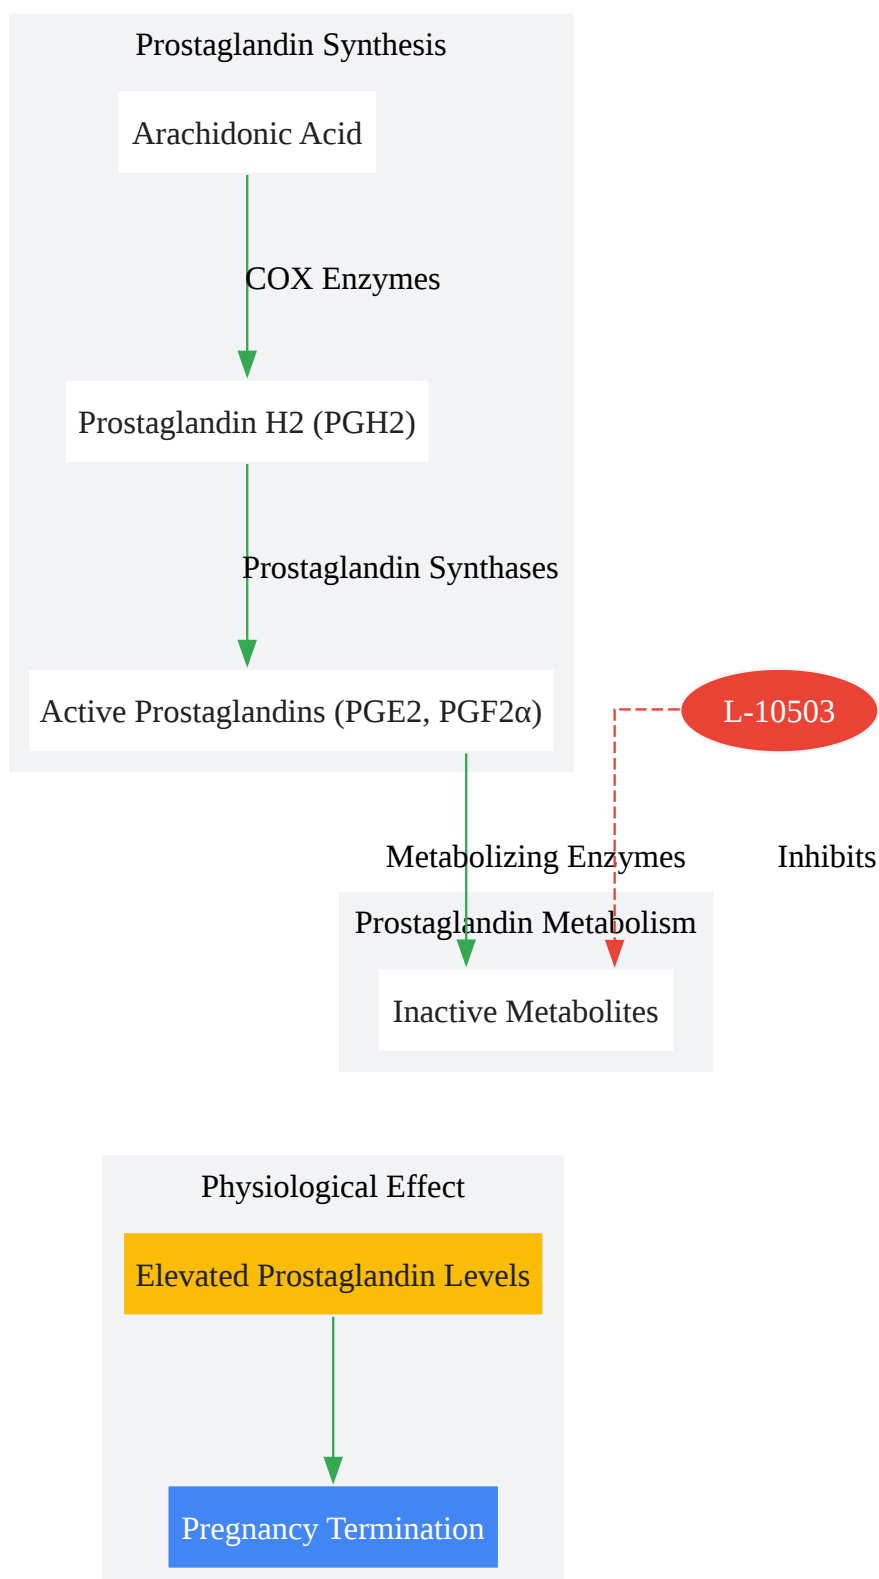 Prostaglandin Synthesis
Arachidonic Acid
COX Enzymes
Prostaglandin H2 (PGH2)
Prostaglandin Synthases
Active Prostaglandins (PGE2, PGF2α)
L-10503
Metabolizing Enzymes
Inhibits
Prostaglandin Metabolism
Inactive Metabolites
Physiological Effect
Elevated Prostaglandin Levels
Pregnancy Termination